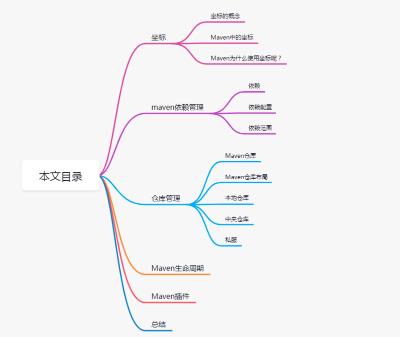 本文目录
坐标
坐标的概念
Maven中的坐标
Maven为什么使用坐标呢？
maven依赖管理
依赖
依赖配置
依赖范围
仓库管理
Maven仓库
Maven仓库布局
本地仓库
中央仓库
私服
Maven生命周期
Maven插件
总结